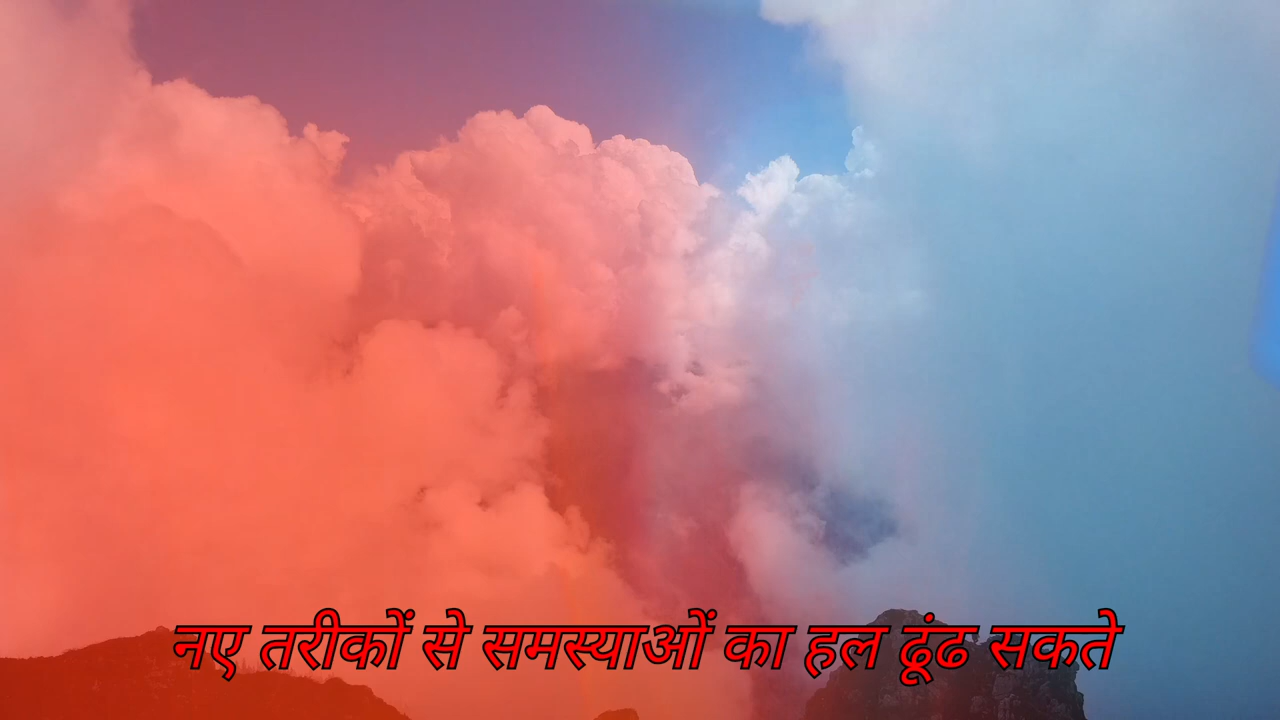 नए तरीकों से समस्याओं का हल ढूंढ सकते